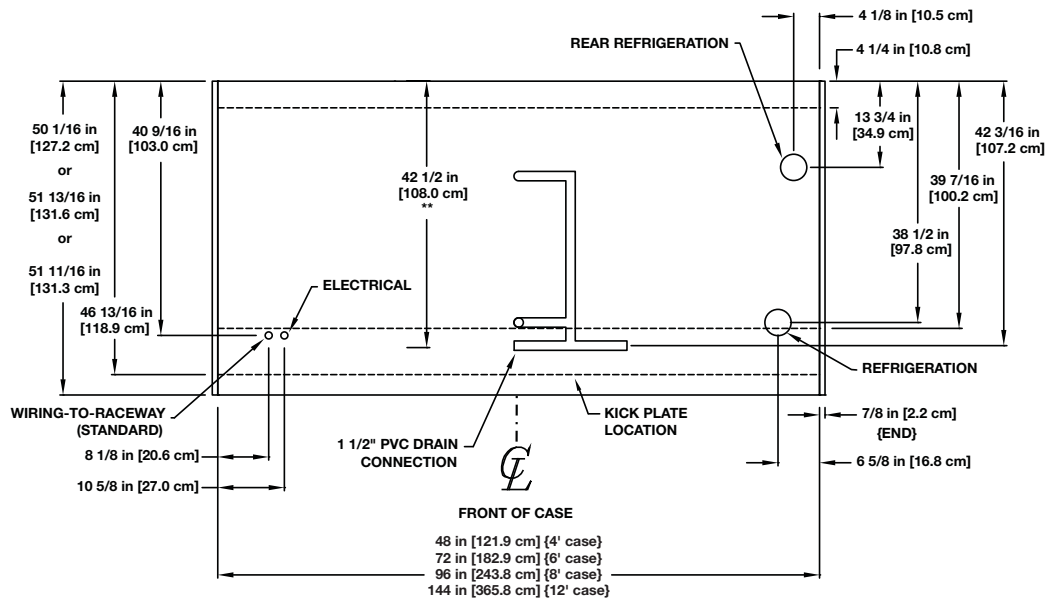 4 1/8 in [10.5 cm]
REAR REFRIGERATION
4 1/4 in [10.8 cm]
50 1/16 in
[127.2 cm]
or
51 13/16 in
[131.6 cm]
or
51 11/16 in
[131.3 cm]
40 9/16 in
[103.0 cm]
13 3/4 in
[34.9 cm]
42 3/16 in
[107.2 cm]
42 1/2 in
[108.0 cm]
**
39 7/16 in
[100.2 cm]
38 1/2 in
[97.8 cm]
ELECTRICAL
46 13/16 in
[118.9 cm]
REFRIGERATION
WIRING-TO-RACEWAY
(STANDARD)
KICK PLATE
LOCATION
7/8 in [2.2 cm]
{END}
1 1/2" PVC DRAIN
CONNECTION
8 1/8 in [20.6 cm]
6 5/8 in [16.8 cm]
10 5/8 in [27.0 cm]
℄
FRONT OF CASE
48 in [121.9 cm] {4' case}
72 in [182.9 cm] {6' case}
96 in [243.8 cm] {8' case}
144 in [365.8 cm] {12' case}